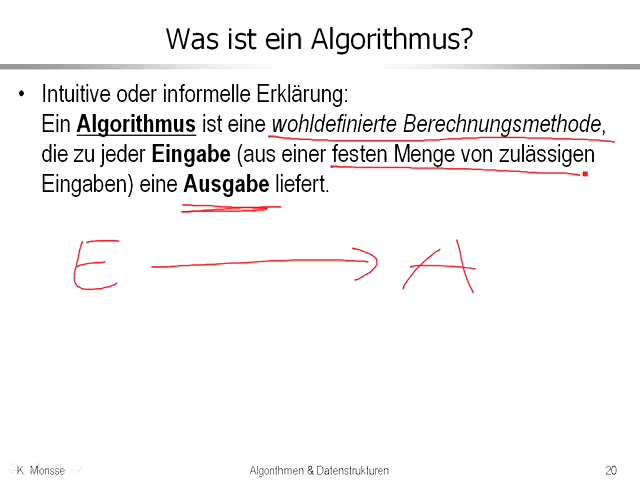 Was ist ein Algorithmus?
• Intuitive oder informelle Erklärung:
Ein Algorithmus ist eine wohldefinierte Berechnungsmethode,
die zu jeder Eingabe (aus einer festen Menge von zulässigen
Eingaben) eine Ausgabe liefert.
E → A
K. Morisse Algorithmen & Datenstrukturen 20